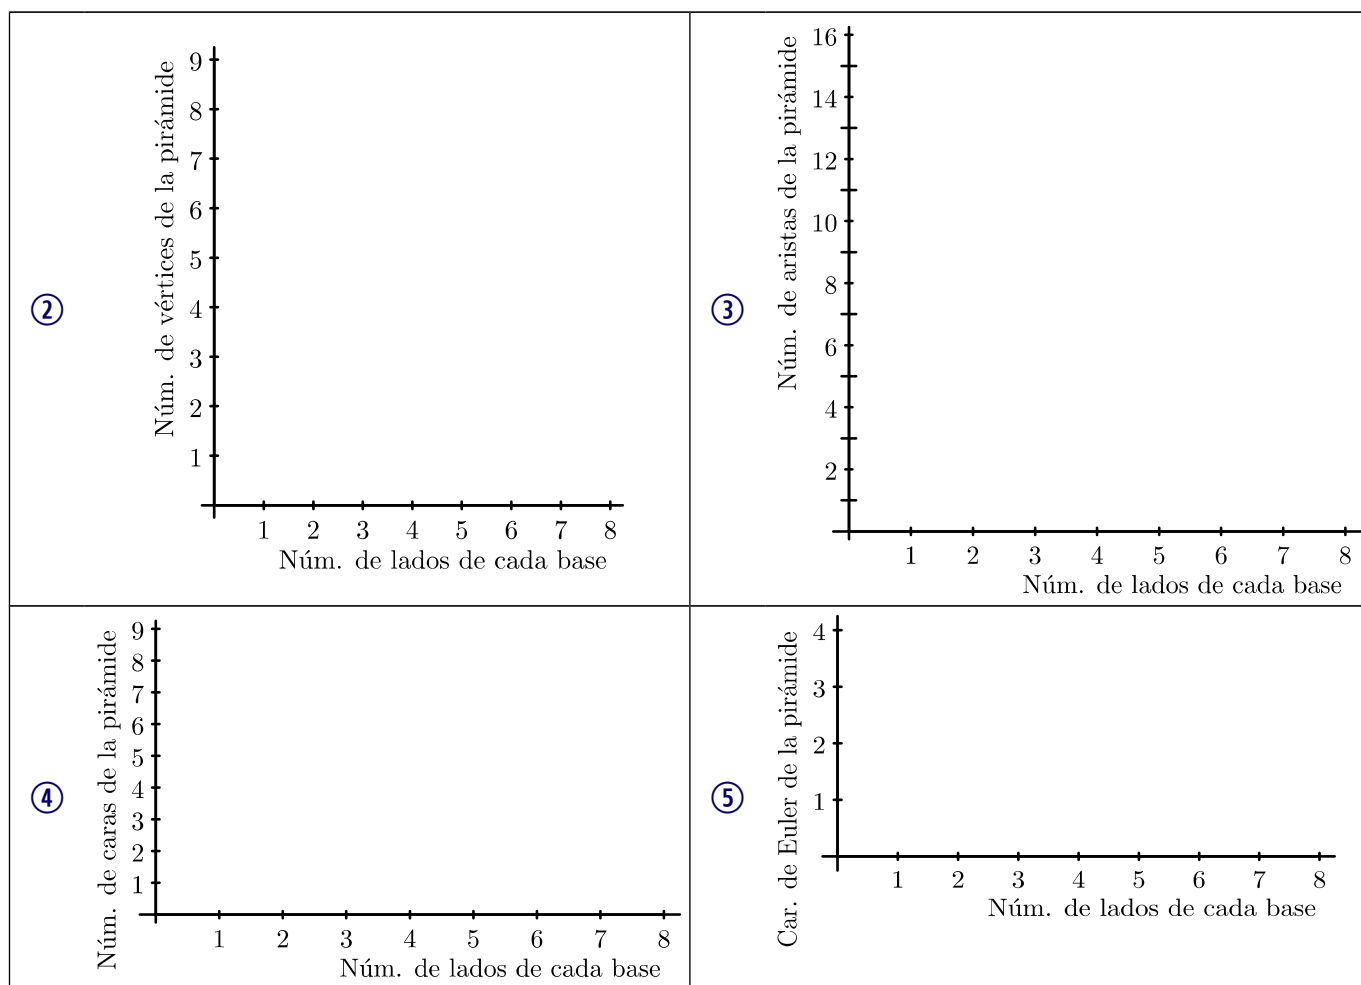 ②
Núm. de vértices de la pirámide
9
8
7
6
5
4
3
2
1
1 2 3 4 5 6 7 8
Núm. de lados de cada base
③
Núm. de aristas de la pirámide
16
14
12
10
8
6
4
2
1 2 3 4 5 6 7 8
Núm. de lados de cada base
④
Núm. de caras de la pirámide
9
8
7
6
5
4
3
2
1
1 2 3 4 5 6 7 8
Núm. de lados de cada base
⑤
Car. de Euler de la pirámide
4
3
2
1
1 2 3 4 5 6 7 8
Núm. de lados de cada base